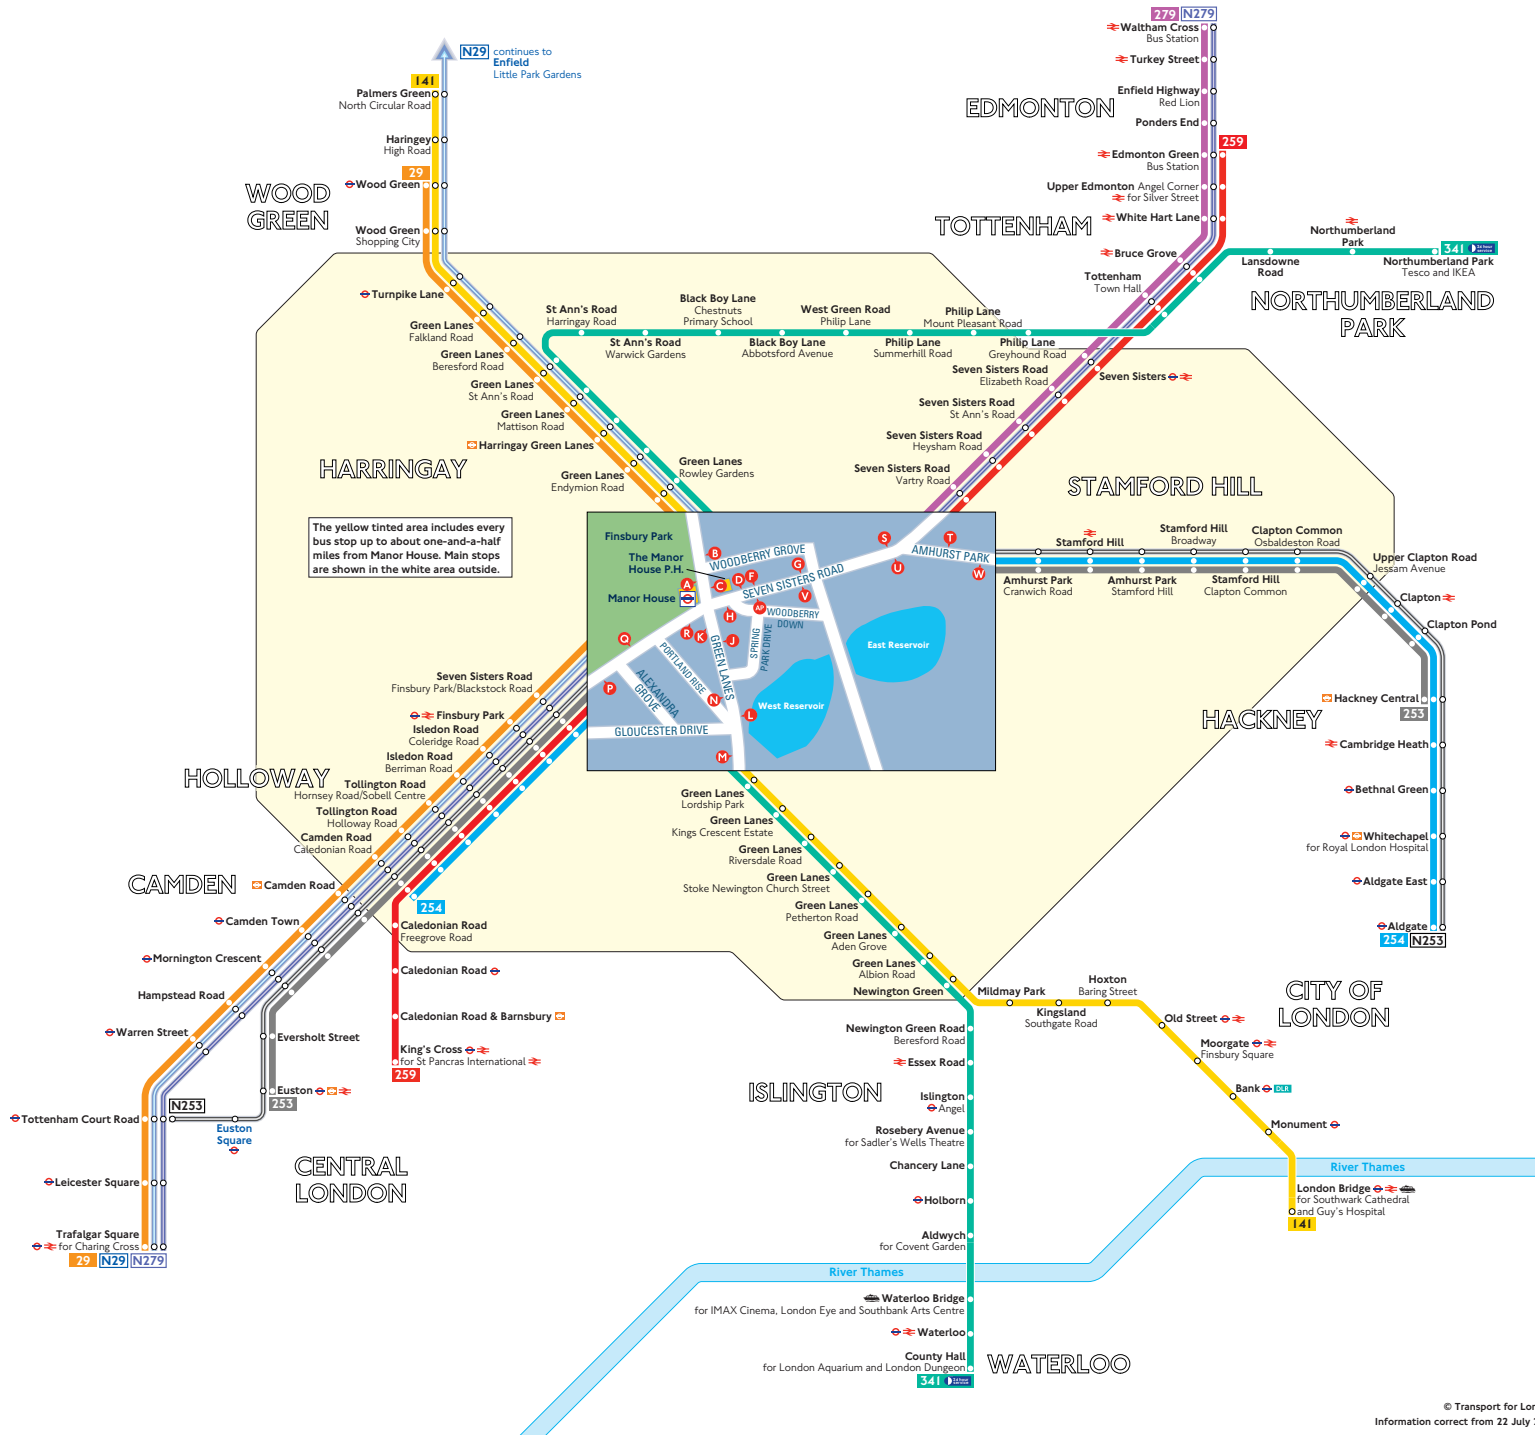 279 N279
Waltham Cross
Bus Station
Turkey Street
Enfield Highway
Red Lion
Ponders End
259
Edmonton Green
Bus Station
Upper Edmonton Angel Corner
for Silver Street
White Hart Lane
Bruce Grove
Tottenham
Town Hall
EDMONTON
TOTTENHAM
N29 continues to
Enfield
Little Park Gardens
141
Palmers Green
North Circular Road
Haringey
High Road
29
Wood Green
Wood Green
Shopping City
WOOD
GREEN
Turnpike Lane
Green Lanes
Falkland Road
Green Lanes
Beresford Road
Green Lanes
St Ann's Road
Green Lanes
Mattison Road
Harringay Green Lanes
Green Lanes
Endymion Road
HARRINGAY
St Ann's Road
Harringay Road
St Ann's Road
Warwick Gardens
Black Boy Lane
Chestnuts
Primary School
Black Boy Lane
Abbotsford Avenue
West Green Road
Philip Lane
Philip Lane
Summerhill Road
Philip Lane
Mount Pleasant Road
Philip Lane
Greyhound Road
Lansdowne
Road
Northumberland
Park
Northumberland Park
Tesco and IKEA
341 24 hour
service
NORTHUMBERLAND
PARK
Green Lanes
Rowley Gardens
Seven Sisters
Seven Sisters Road
Elizabeth Road
Seven Sisters Road
St Ann's Road
Seven Sisters Road
Heysham Road
Seven Sisters Road
Vartry Road
STAMFORD HILL
The yellow tinted area includes every
bus stop up to about one-and-a-half
miles from Manor House. Main stops
are shown in the white area outside.
Finsbury Park
The Manor
House P.H.
Manor House
WOODBERRY GROVE
SEVEN SISTERS ROAD
AMHURST PARK
WOODBERRY
DOWN
SPRING
PARK DRIVE
GREEN LANES
PORTLAND RISE
ALEXANDRA
GROVE
GLOUCESTER DRIVE
East Reservoir
West Reservoir
A
B
C
D
F
G
H
J
K
L
M
N
P
Q
R
S
T
U
V
W
AP
Amhurst Park
Cranwich Road
Stamford Hill
Amhurst Park
Stamford Hill
Stamford Hill
Broadway
Stamford Hill
Clapton Common
Clapton Common
Osbaldeston Road
Upper Clapton Road
Jessam Avenue
Clapton
Clapton Pond
Hackney Central
253
HACKNEY
Cambridge Heath
Bethnal Green
Whitechapel
for Royal London Hospital
Aldgate East
Aldgate
254 N253
CITY OF
LONDON
Seven Sisters Road
Finsbury Park/Blackstock Road
Finsbury Park
Isledon Road
Coleridge Road
Isledon Road
Berriman Road
Tollington Road
Hornsey Road/Sobell Centre
Tollington Road
Holloway Road
Camden Road
Caledonian Road
HOLLOWAY
CAMDEN
Camden Road
Camden Town
Mornington Crescent
Hampstead Road
Warren Street
254
Caledonian Road
Freegrove Road
Caledonian Road
Caledonian Road & Barnsbury
King's Cross
for St Pancras International
259
Eversholt Street
Euston
253
N253
Euston
Square
Tottenham Court Road
Leicester Square
Trafalgar Square
for Charing Cross
29 N29 N279
CENTRAL
LONDON
Green Lanes
Lordship Park
Green Lanes
Kings Crescent Estate
Green Lanes
Riversdale Road
Green Lanes
Stoke Newington Church Street
Green Lanes
Petherton Road
Green Lanes
Aden Grove
Green Lanes
Albion Road
Newington Green
Mildmay Park
Kingsland
Southgate Road
Hoxton
Baring Street
Old Street
Moorgate
Finsbury Square
Bank DLR
Monument
River Thames
London Bridge
for Southwark Cathedral
and Guy's Hospital
141
Newington Green Road
Beresford Road
Essex Road
Islington
Angel
Rosebery Avenue
for Sadler's Wells Theatre
Chancery Lane
Holborn
Aldwych
for Covent Garden
ISLINGTON
River Thames
Waterloo Bridge
for IMAX Cinema, London Eye and Southbank Arts Centre
Waterloo
County Hall
for London Aquarium and London Dungeon
341 24 hour
service
WATERLOO
© Transport for Lon
Information correct from 22 July